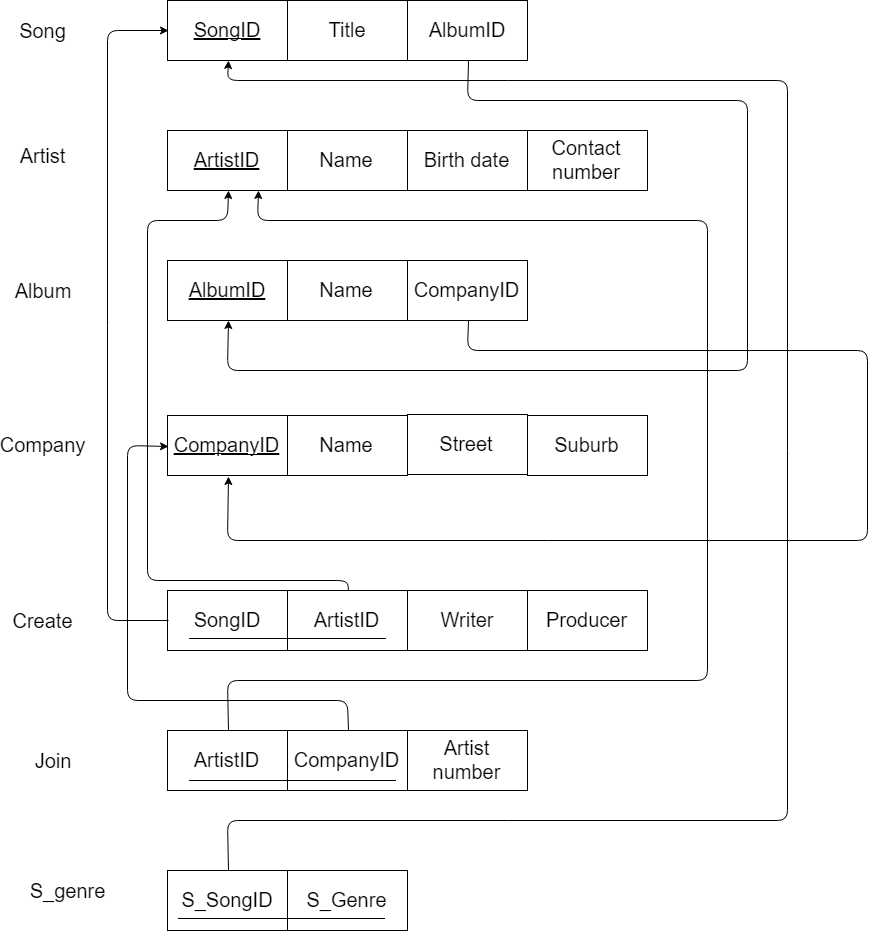 Song
SongID Title AlbumID
Artist
ArtistID Name Birth date Contact
number
Album
AlbumID Name CompanyID
Company
CompanyID Name Street Suburb
Create
SongID ArtistID Writer Producer
Join
ArtistID CompanyID Artist
number
S_genre
S_SongID S_Genre